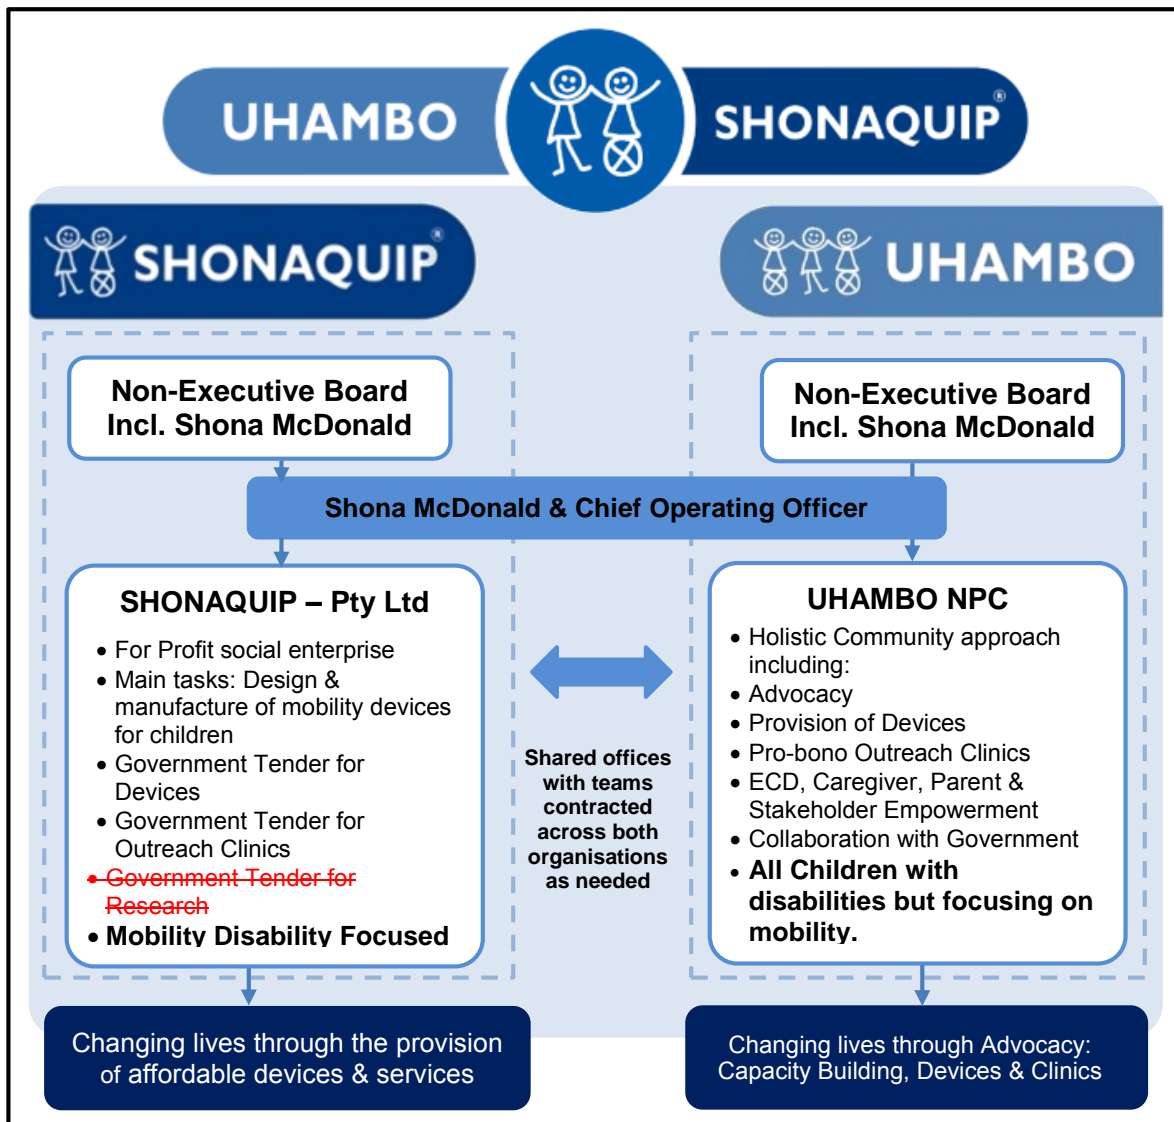 UHAMBO
SHONAQUIP®
SHONAQUIP®
UHAMBO
Non-Executive Board
Incl. Shona McDonald
Non-Executive Board
Incl. Shona McDonald
Shona McDonald & Chief Operating Officer
SHONAQUIP – Pty Ltd
• For Profit social enterprise
• Main tasks: Design &
manufacture of mobility devices
for children
• Government Tender for
Devices
• Government Tender for
Outreach Clinics
• Government Tender for
Research
• Mobility Disability Focused
Shared offices
with teams
contracted
across both
organisations
as needed
UHAMBO NPC
• Holistic Community approach
including:
• Advocacy
• Provision of Devices
• Pro-bono Outreach Clinics
• ECD, Caregiver, Parent &
Stakeholder Empowerment
• Collaboration with Government
• All Children with
disabilities but focusing on
mobility.
Changing lives through the provision
of affordable devices & services
Changing lives through Advocacy:
Capacity Building, Devices & Clinics